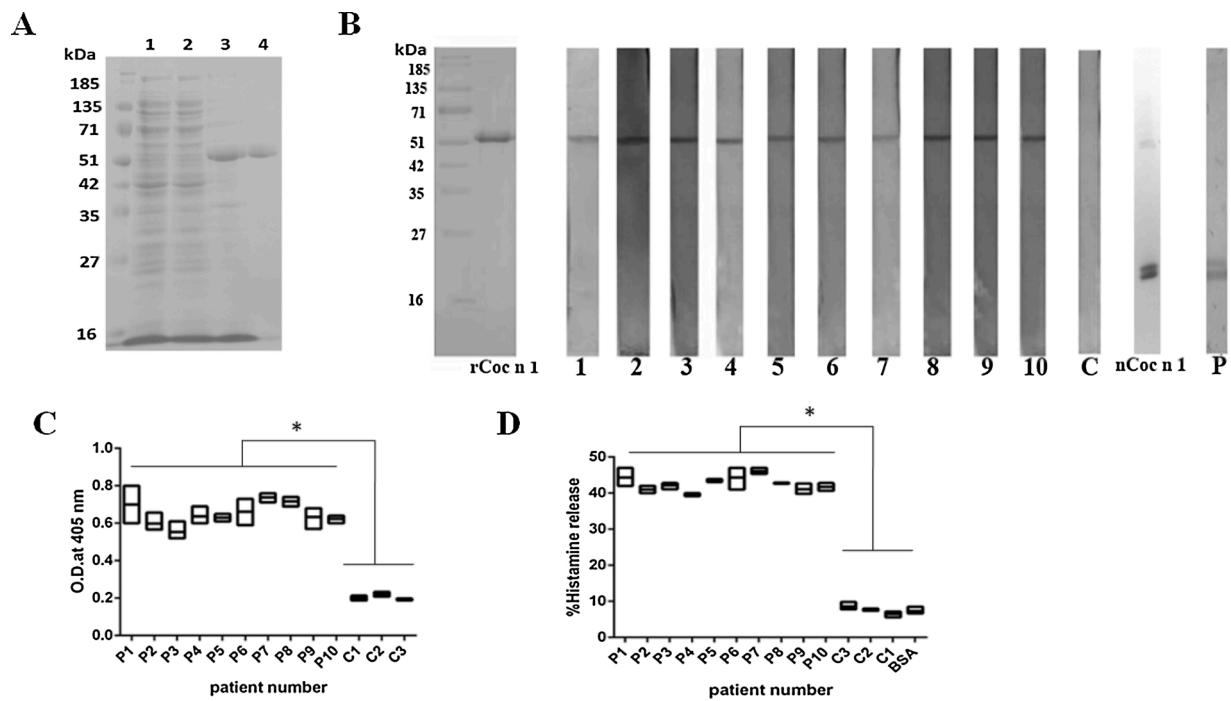 A
kDa 1 2 3 4
185
135
71
51
42
35
27
16
B
kDa
185
135
71
51
42
35
27
16
rCoc n 1 1 2 3 4 5 6 7 8 9 10 C nCoc n 1 P
C
*
O.D.at 405 nm
1.0
0.8
0.6
0.4
0.2
0.0
P1 P2 P3 P4 P5 P6 P7 P8 P9 P10 C1 C2 C3
patient number
D
*
%Histamine release
50
40
30
20
10
0
P1 P2 P3 P4 P5 P6 P7 P8 P9 P10 C3 C2 C1 BSA
patient number